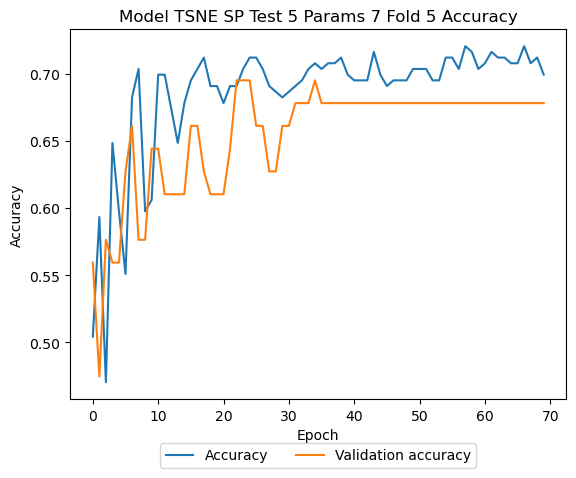 Model TSNE SP Test 5 Params 7 Fold 5 Accuracy
0.70
0.65
0.60
0.55
0.50
Accuracy
0 10 20 30 40 50 60 70
Epoch
Accuracy Validation accuracy